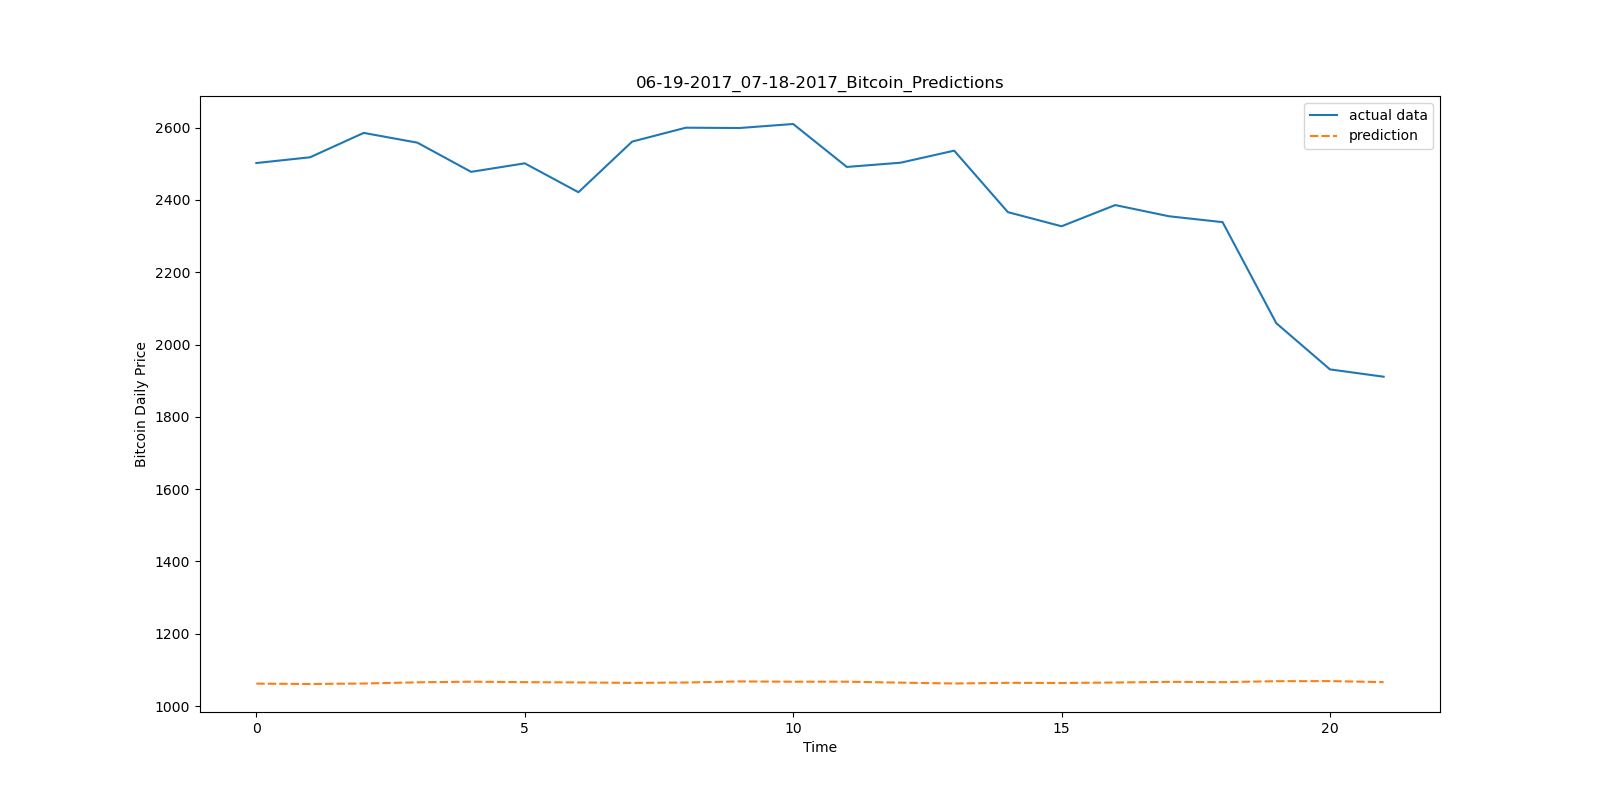 06-19-2017_07-18-2017_Bitcoin_Predictions
actual data
prediction
Bitcoin Daily Price
2600
2400
2200
2000
1800
1600
1400
1200
1000
0 5 10 15 20
Time